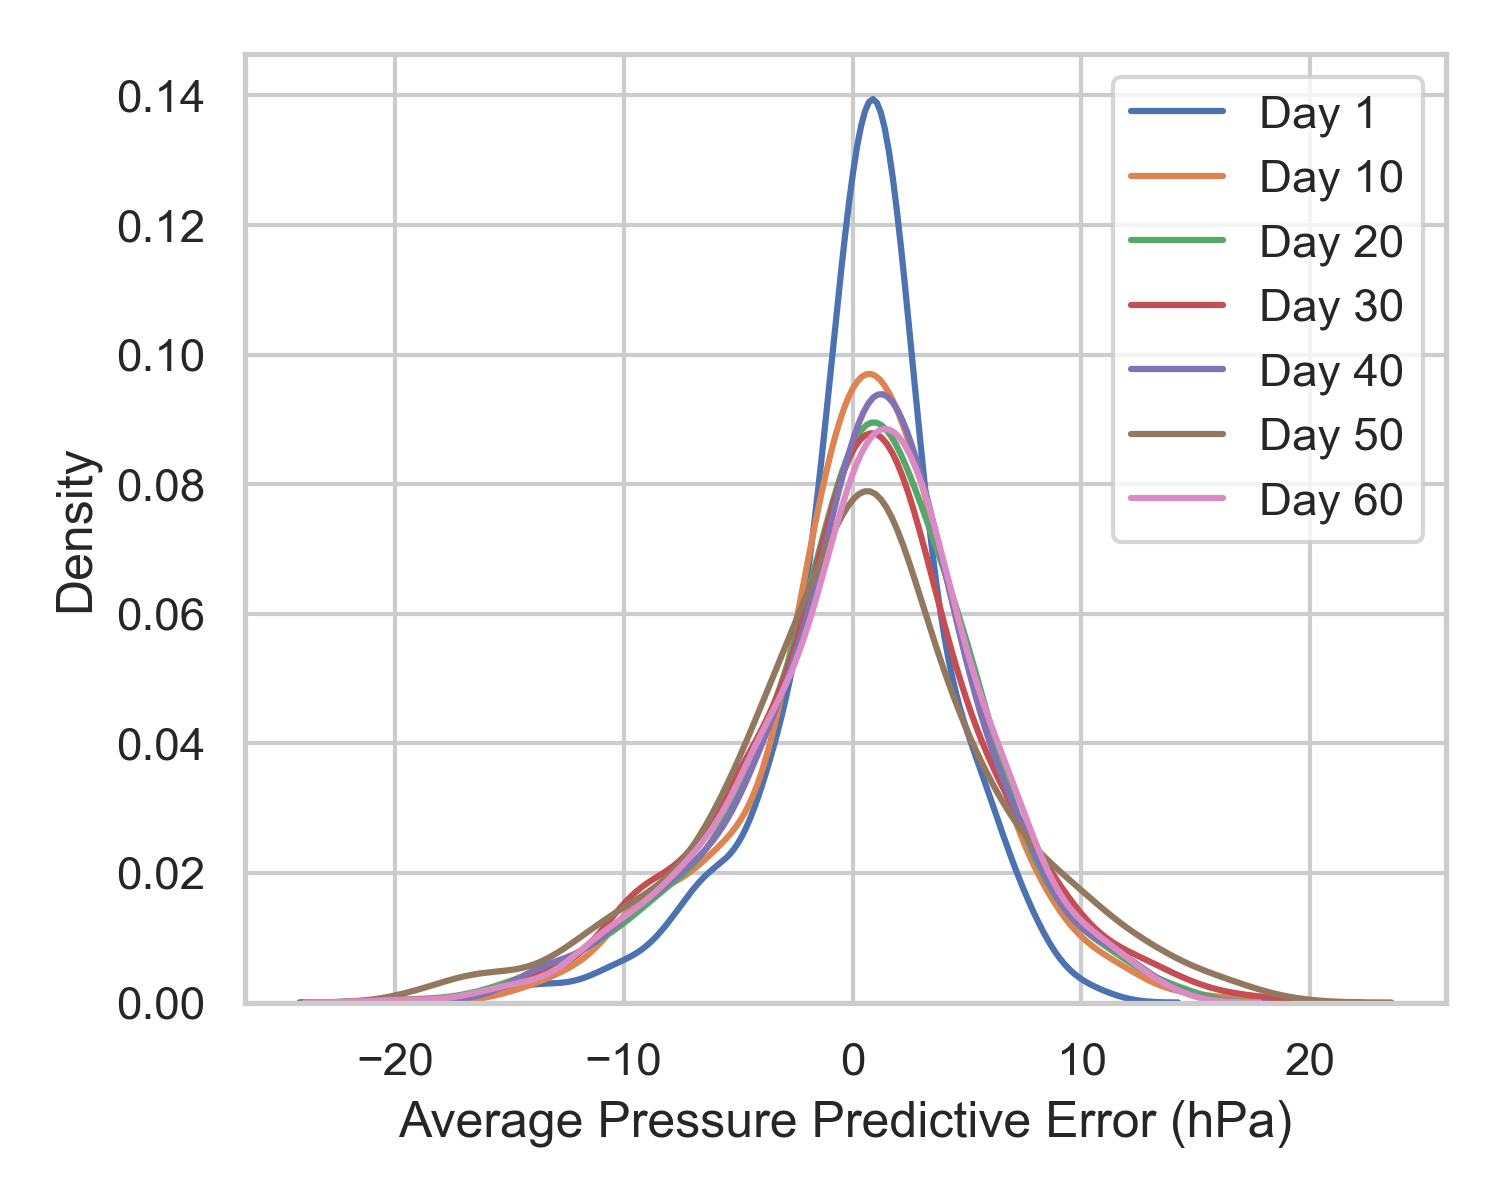 0.14
0.12
0.10
0.08
0.06
0.04
0.02
0.00
Density
−20
−10
0
10
20
Average Pressure Predictive Error (hPa)
Day 1
Day 10
Day 20
Day 30
Day 40
Day 50
Day 60